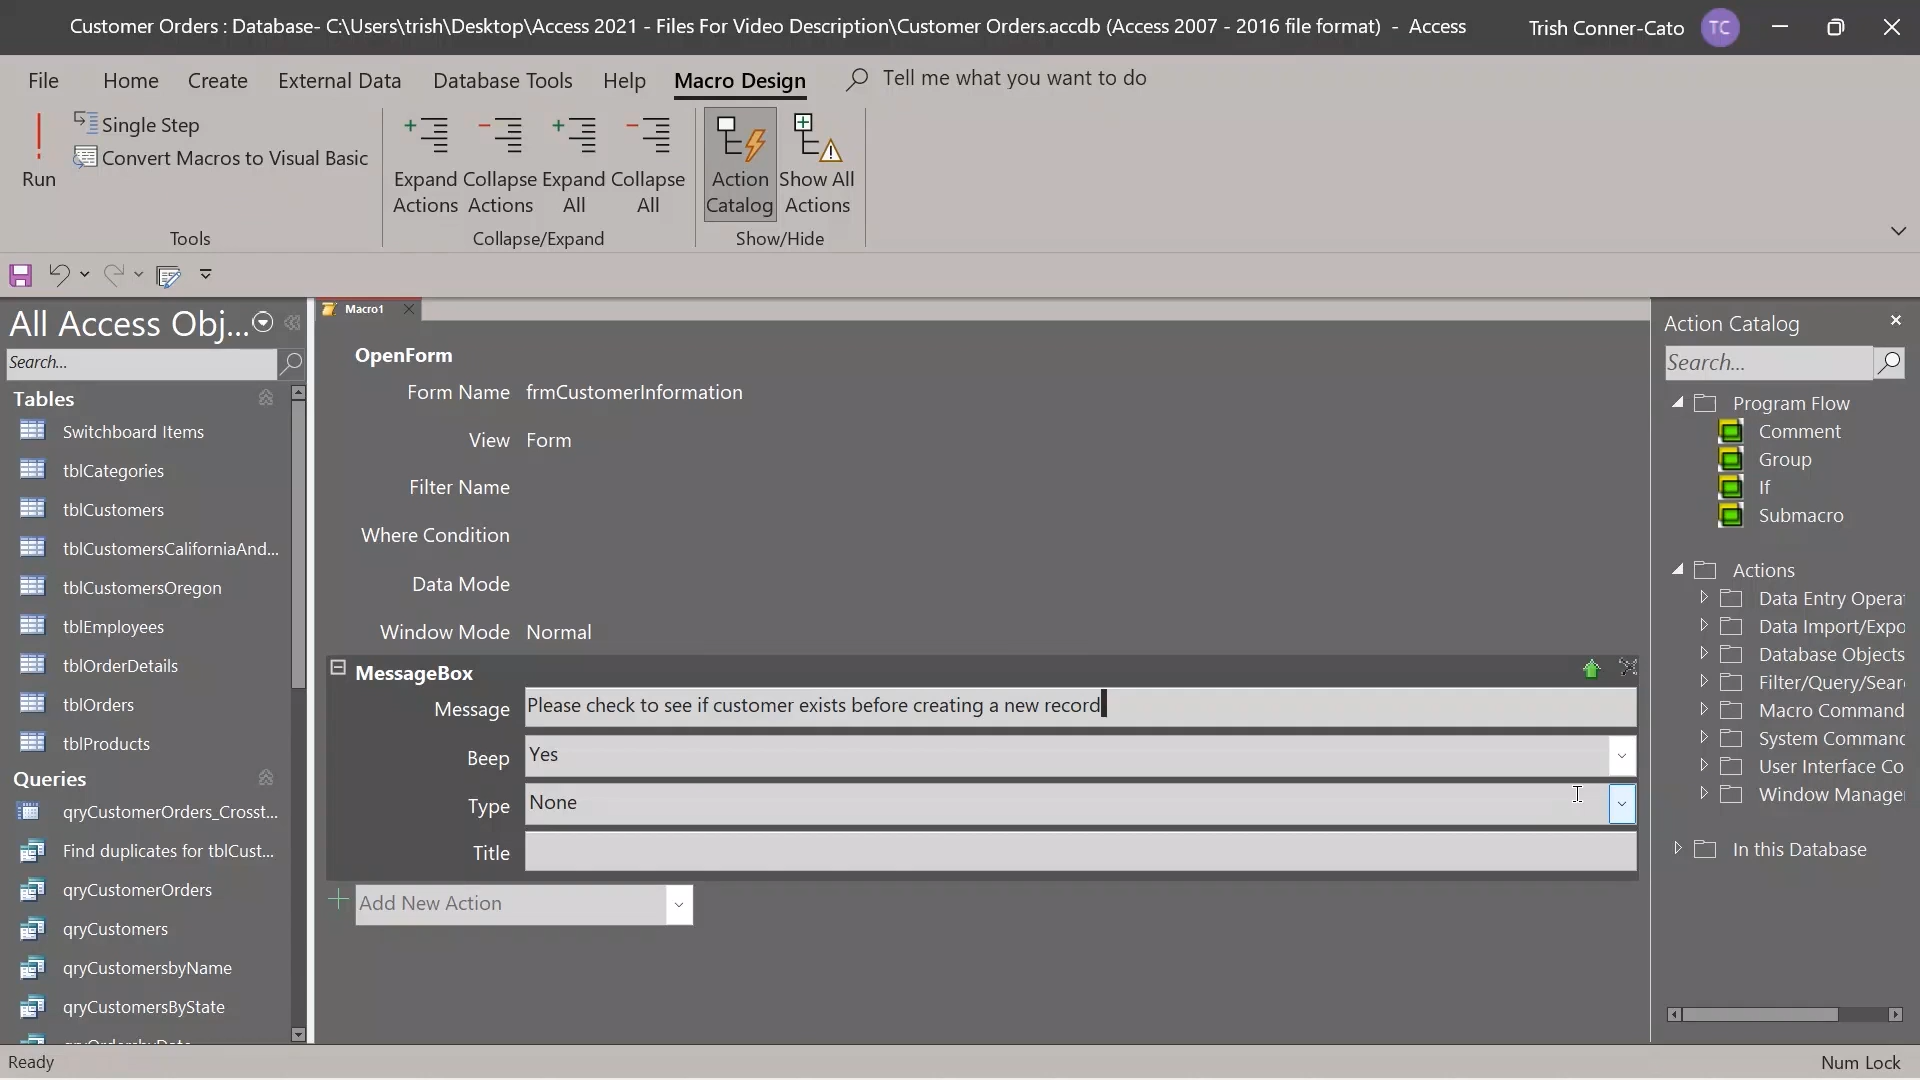 Customer Orders : Database- C:\Users\trish\Desktop\Access 2021 - Files For Video Description\Customer Orders.accdb (Access 2007 - 2016 file format) - Access
Trish Conner-Cato
TC
File
Home
Create
External Data
Database Tools
Help
Macro Design
Tell me what you want to do
Run
Single Step
Convert Macros to Visual Basic
Tools
Expand Actions
Collapse Actions
Expand All
Collapse All
Collapse/Expand
Action Catalog
Show All Actions
Show/Hide
All Access Obj...
Search...
Tables
Switchboard Items
tblCategories
tblCustomers
tblCustomersCaliforniaAnd...
tblCustomersOregon
tblEmployees
tblOrderDetails
tblOrders
tblProducts
Queries
qryCustomerOrders_Crosst...
Find duplicates for tblCust...
qryCustomerOrders
qryCustomers
qryCustomersbyName
qryCustomersByState
Macro1
OpenForm
Form Name frmCustomerInformation
View Form
Filter Name
Where Condition
Data Mode
Window Mode Normal
MessageBox
Message Please check to see if customer exists before creating a new record
Beep Yes
Type None
Title
Add New Action
Action Catalog
Search...
Program Flow
Comment
Group
If
Submacro
Actions
Data Entry Opera
Data Import/Expo
Database Objects
Filter/Query/Sear
Macro Command
System Command
User Interface Co
Window Manage
In this Database
Ready
Num Lock